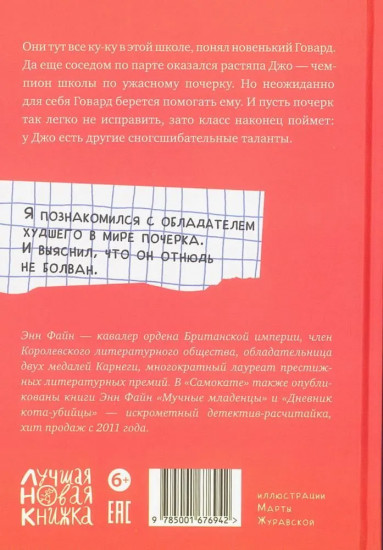 Они тут все ку-ку в этой школе, понял новенький Говард.
Да еще соседом по парте оказался растяпа Джо — чем-
пион школы по ужасному почерку. Но неожиданно
для себя Говард берется помогать ему. И пусть почерк
так легко не исправить, зато класс наконец поймет:
у Джо есть другие сногсшибательные таланты.
Я познакомился с обладателем
худшего в мире почерка.
И выяснил, что он отнюдь
не болван.
Энн Файн — кавалер ордена Британской империи, член
Королевского литературного общества, обладательница
двух медалей Карнеги, многократный лауреат престиж-
ных литературных премий. В «Самокате» также опубли-
кованы книги Энн Файн «Мучные младенцы» и «Дневник
кота-убийцы» — искрометный детектив-расчитайка,
хит продаж с 2011 года.
лучшая
новая
книжка
6+
EAC
9 785001 676942 >
иллюстрации
Марты
Журавской